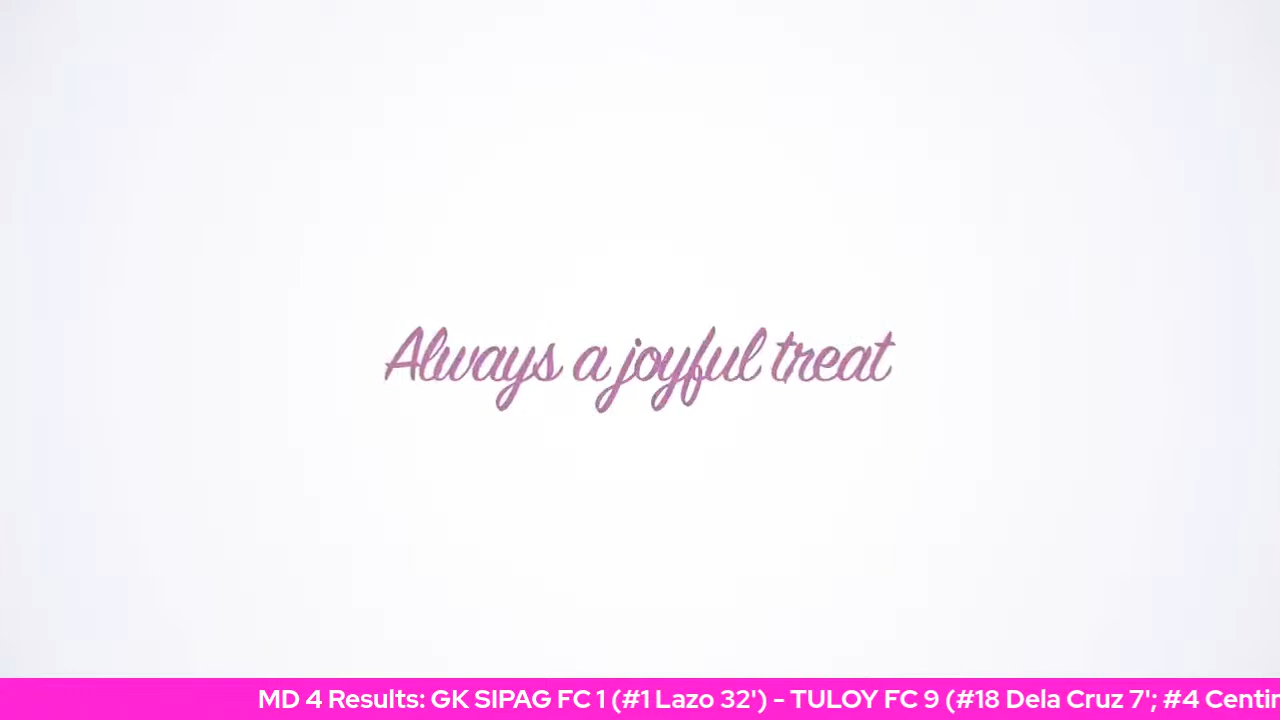 Always a joyful treat
MD 4 Results: GK SIPAG FC 1 (#1 Lazo 32') - TULOY FC 9 (#18 Dela Cruz 7'; #4